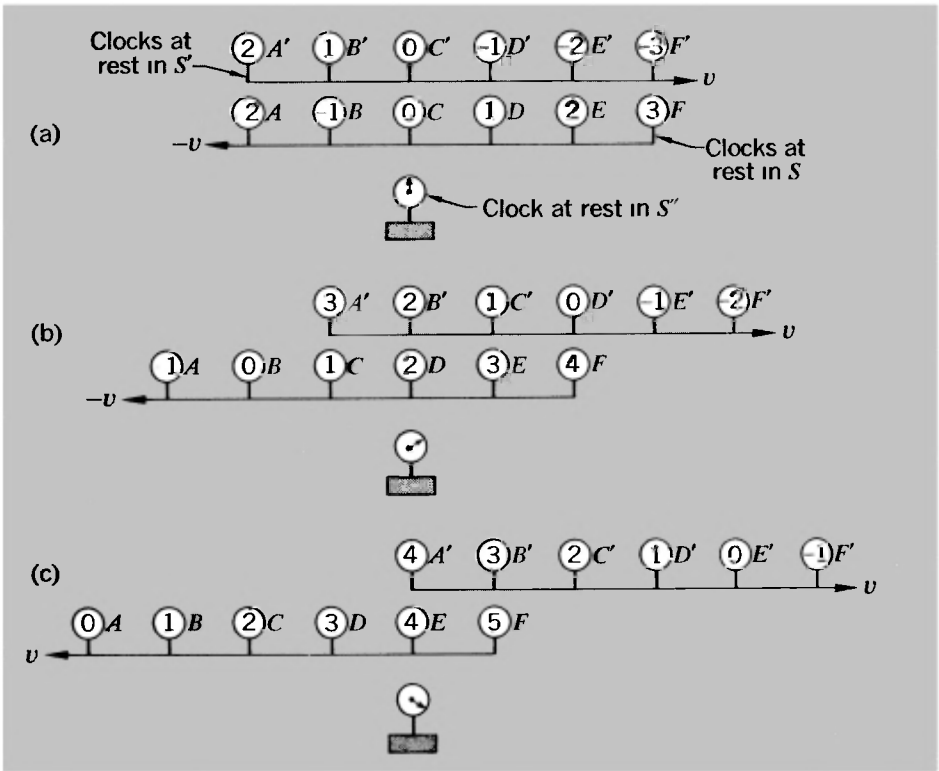 Clocks at
rest in S′
2 A′ 1 B′ 0 C′ -1 D′ -2 E′ -3 F′
v
(a)
2 A -1 B 0 C 1 D 2 E 3 F
-v
Clocks at
rest in S
Clock at rest in S″
3 A′ 2 B′ 1 C′ 0 D′ -1 E′ -2 F′
(b)
v
1 A 0 B 1 C 2 D 3 E 4 F
-v
4 A′ 3 B′ 2 C′ 1 D′ 0 E′ -1 F′
(c)
v
0 A 1 B 2 C 3 D 4 E 5 F
v